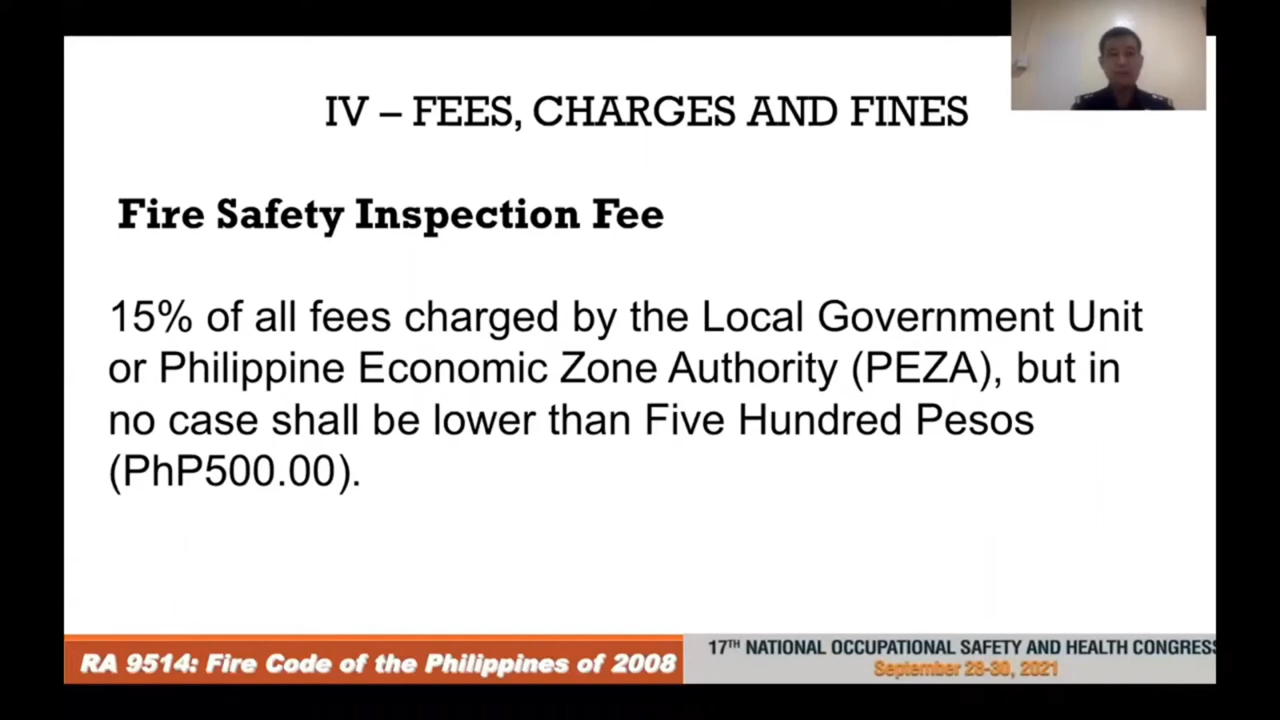 IV – FEES, CHARGES AND FINES
Fire Safety Inspection Fee
15% of all fees charged by the Local Government Unit
or Philippine Economic Zone Authority (PEZA), but in
no case shall be lower than Five Hundred Pesos
(PhP500.00).
RA 9514: Fire Code of the Philippines of 2008
17TH NATIONAL OCCUPATIONAL SAFETY AND HEALTH CONGRESS
September 28-30, 2021